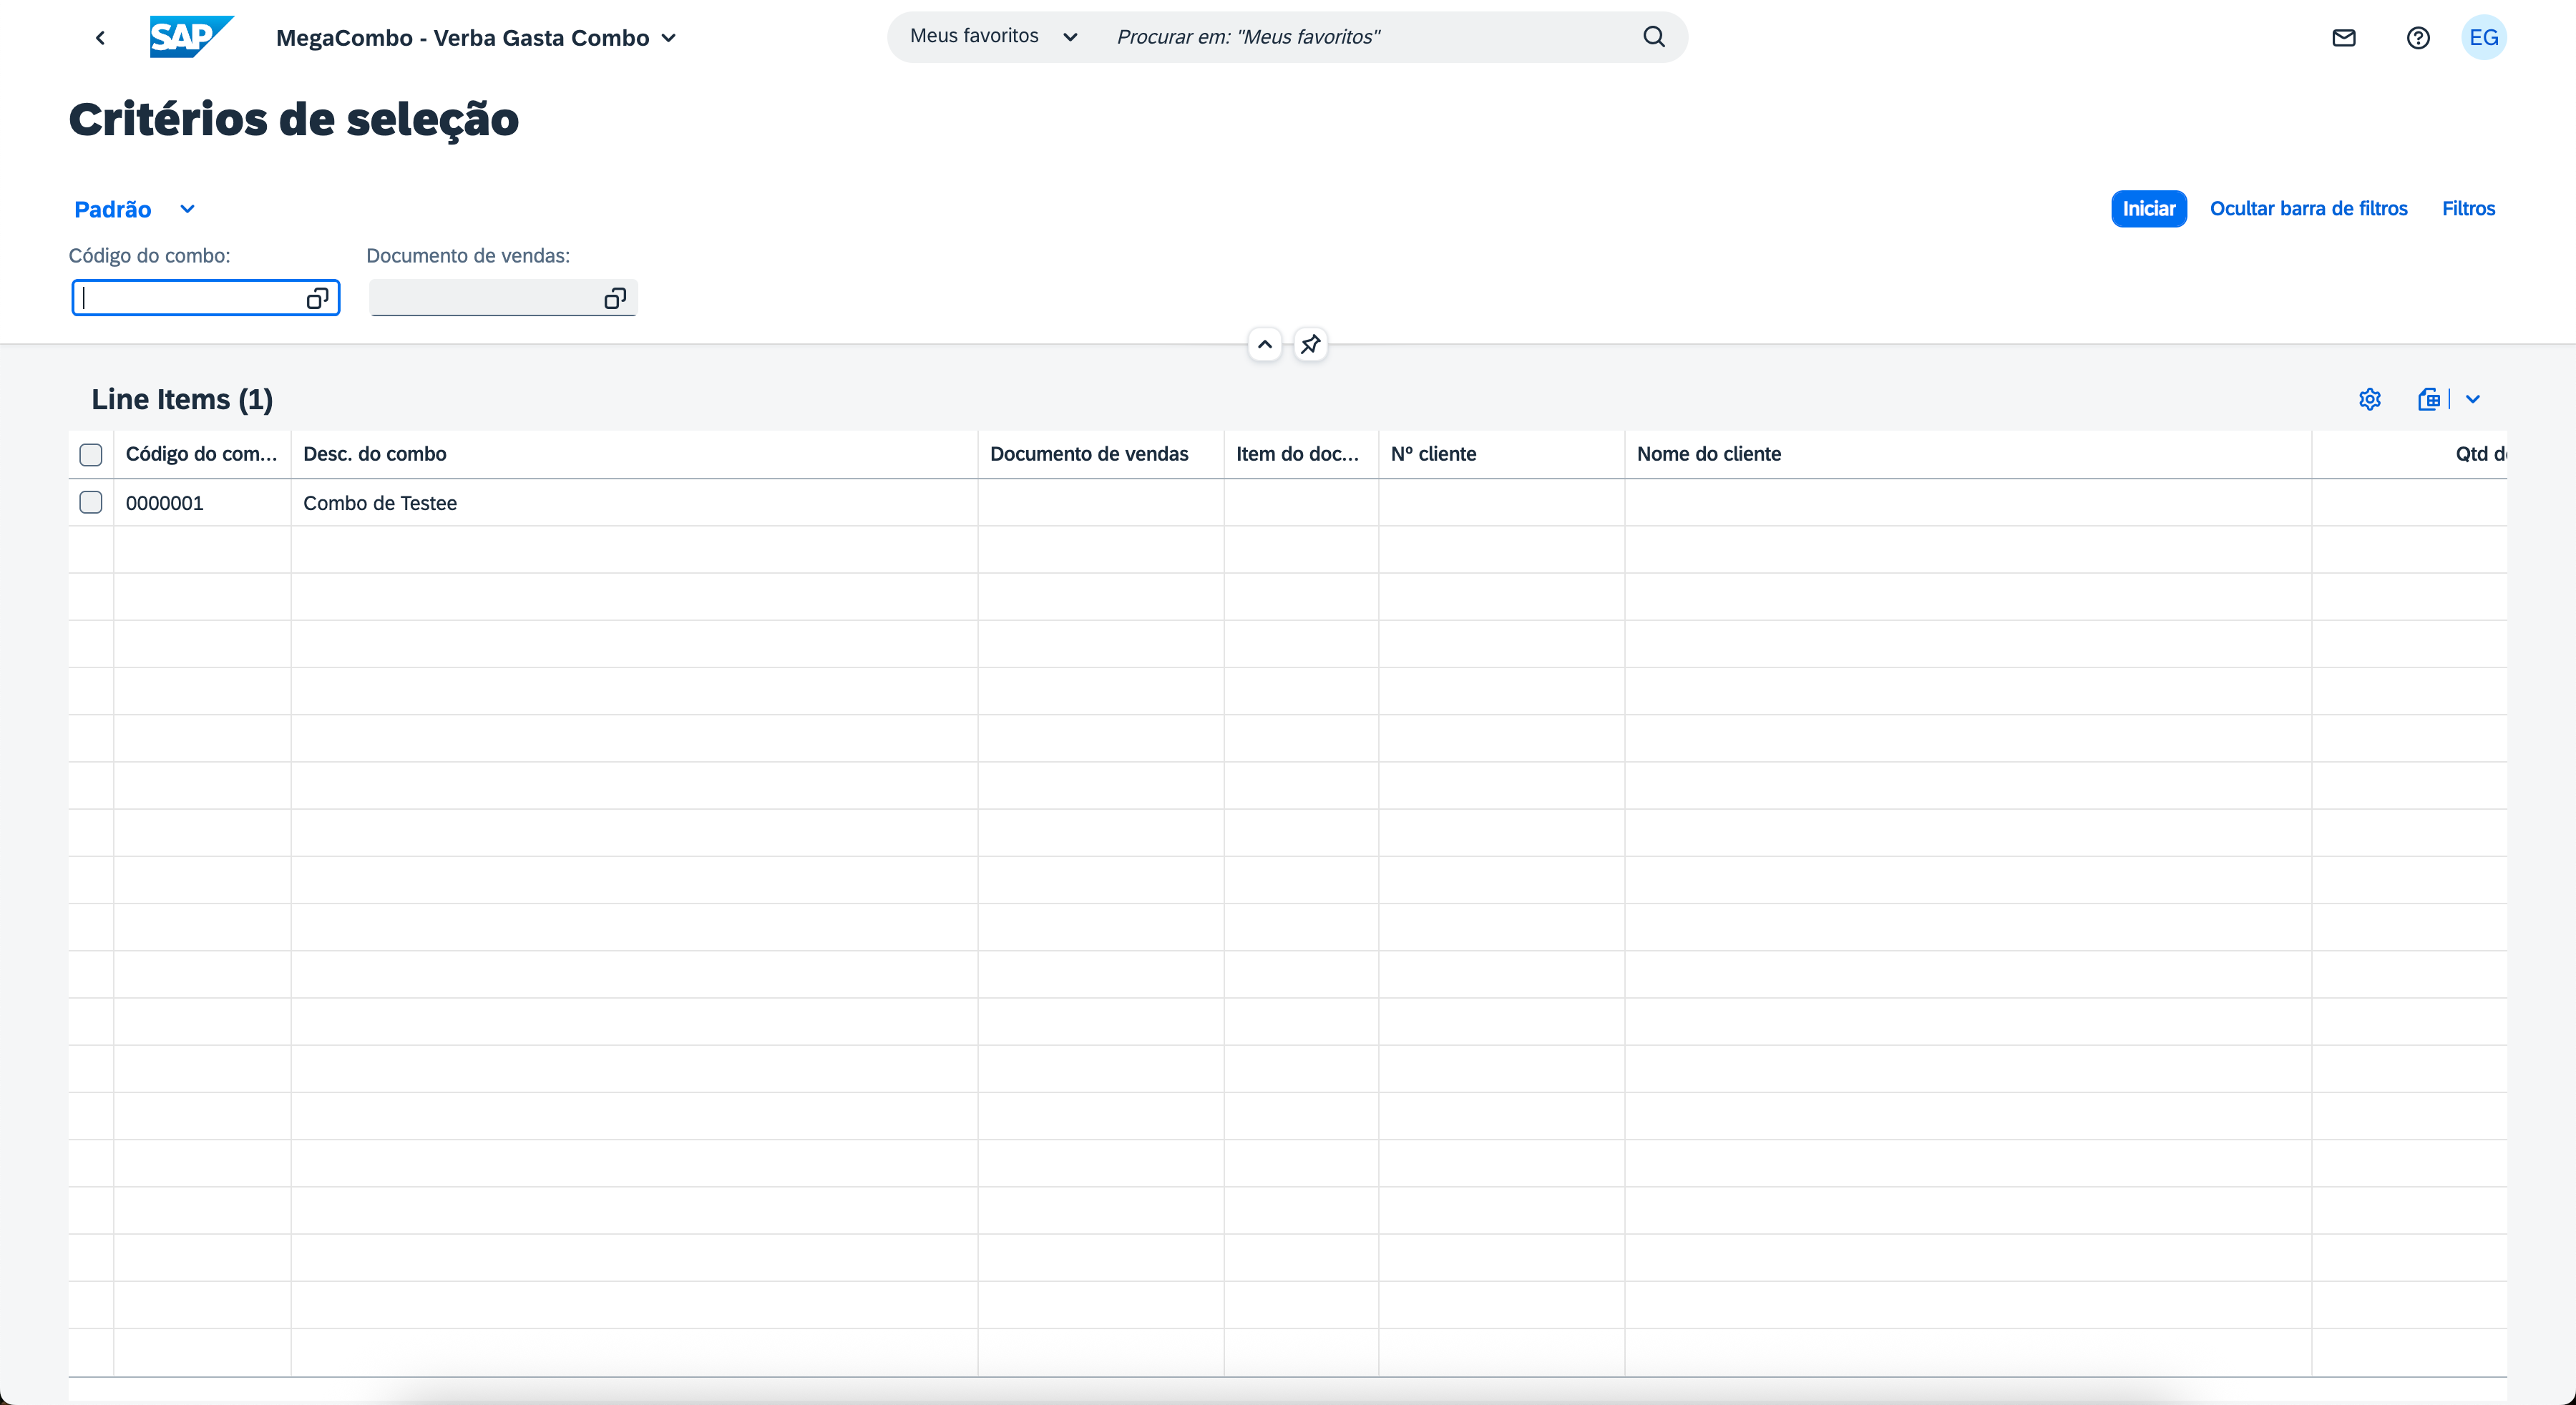 SAP MegaCombo - Verba Gasta Combo Meus favoritos Procurar em: "Meus favoritos" EG
Critérios de seleção
Padrão Iniciar Ocultar barra de filtros Filtros
Código do combo: Documento de vendas:
Line Items (1)
Código do com... Desc. do combo Documento de vendas Item do doc... Nº cliente Nome do cliente Qtd
0000001 Combo de Testee